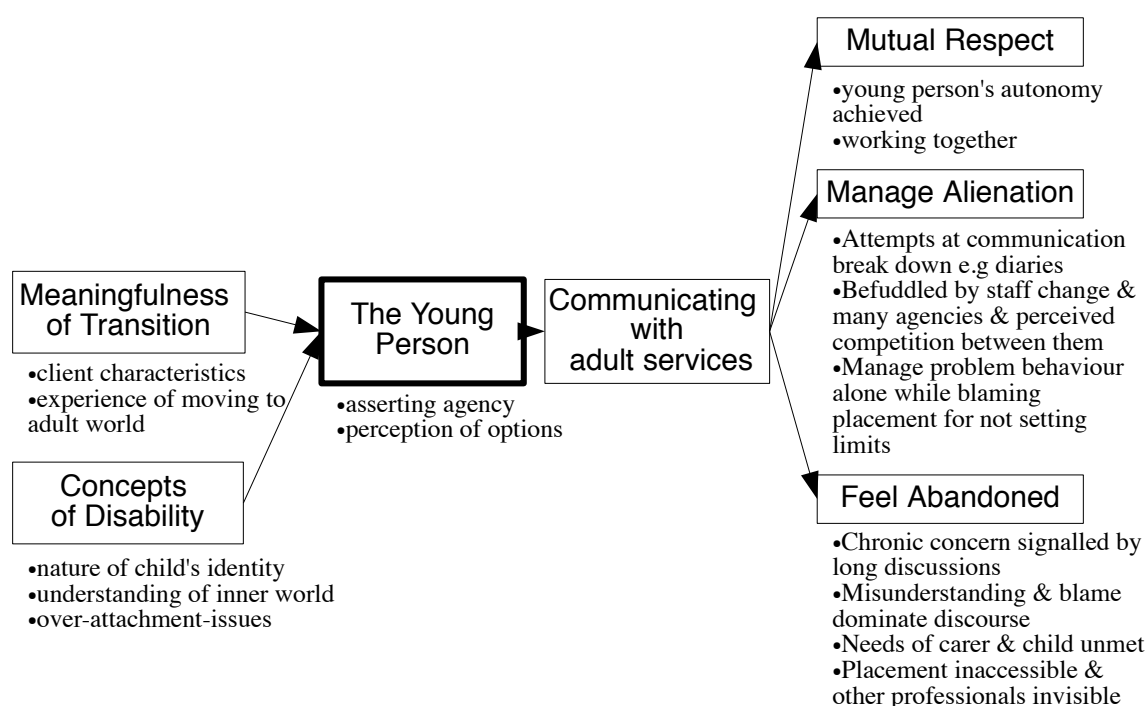 Meaningfulness
of Transition
•client characteristics
•experience of moving to
adult world
Concepts
of Disability
•nature of child's identity
•understanding of inner world
•over-attachment-issues
The Young
Person
•asserting agency
•perception of options
Communicating
with
adult services
Mutual Respect
•young person's autonomy
achieved
•working together
Manage Alienation
•Attempts at communication
break down e.g diaries
•Befuddled by staff change &
many agencies & perceived
competition between them
•Manage problem behaviour
alone while blaming
placement for not setting
limits
Feel Abandoned
•Chronic concern signalled by
long discussions
•Misunderstanding & blame
dominate discourse
•Needs of carer & child unmet
•Placement inaccessible &
other professionals invisible